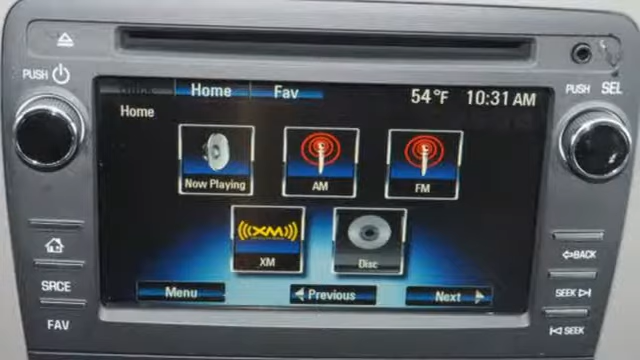 PUSH
PUSH SEL
Home Fav
54°F 10:31 AM
Home
Now Playing
AM
FM
XM
Disc
BACK
SRCE
SEEK
Menu Previous Next
FAV
SEEK